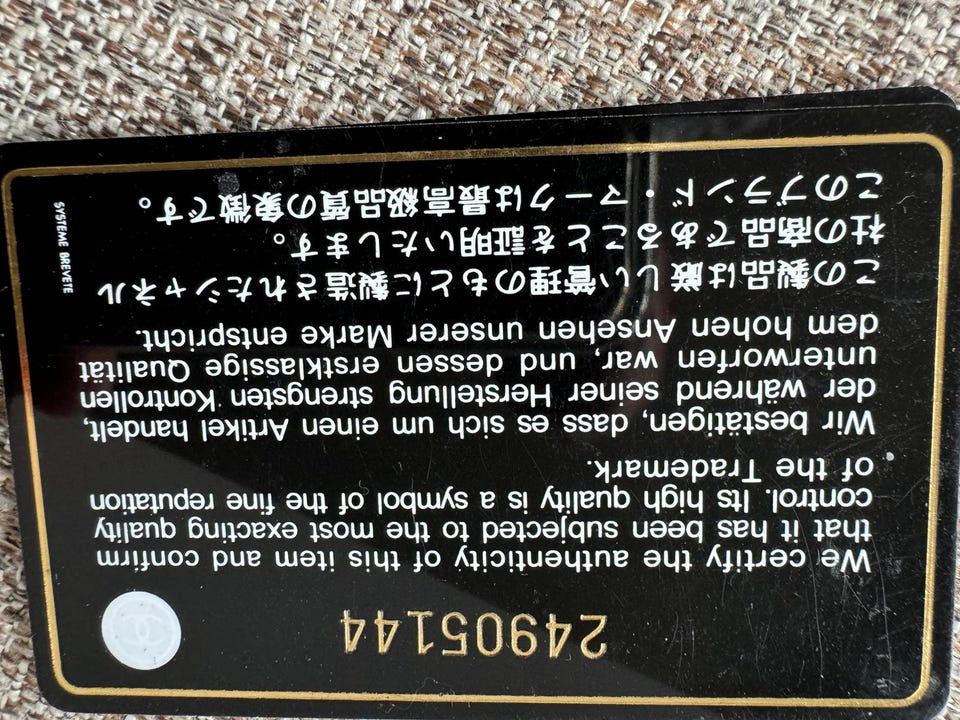 24905144
We certify the authenticity of this item and confirm
that it has been subjected to the most exacting quality
control. Its high quality is a symbol of the fine reputation
of the Trademark.
Wir bestätigen, dass es sich um einen Artikel handelt,
der während seiner Herstellung strengsten Kontrollen
unterworfen war, und dessen erstklassige Qualität
dem hohen Ansehen unserer Marke entspricht.
この製品は厳しい管理のもとに製造されたシャネル
社の商品であることを証明いたします。
このブランド・マークは最高級品質の象徴です。
SYSTEME BREVETE